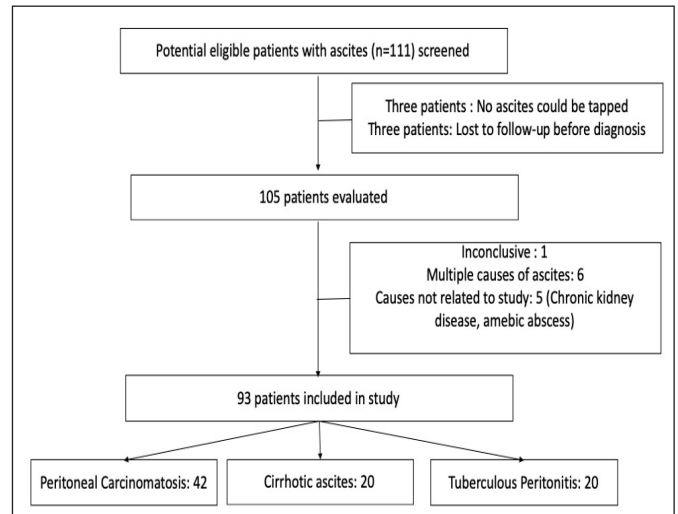 Potential eligible patients with ascites (n=111) screened
Three patients : No ascites could be tapped
Three patients: Lost to follow-up before diagnosis
105 patients evaluated
Inconclusive : 1
Multiple causes of ascites: 6
Causes not related to study: 5 (Chronic kidney
disease, amebic abscess)
93 patients included in study
Peritoneal Carcinomatosis: 42
Cirrhotic ascites: 20
Tuberculous Peritonitis: 20